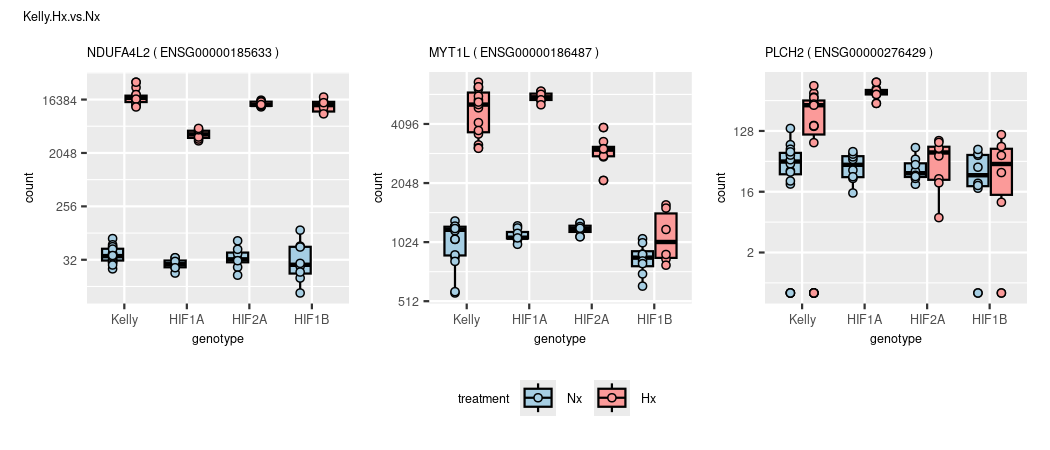 Kelly.Hx.vs.Nx
NDUFA4L2 ( ENSG00000185633 )
MYT1L ( ENSG00000186487 )
PLCH2 ( ENSG00000276429 )
count
16384
2048
256
32
Kelly HIF1A HIF2A HIF1B
genotype
count
4096
2048
1024
512
Kelly HIF1A HIF2A HIF1B
genotype
count
128
16
2
Kelly HIF1A HIF2A HIF1B
genotype
treatment Nx Hx